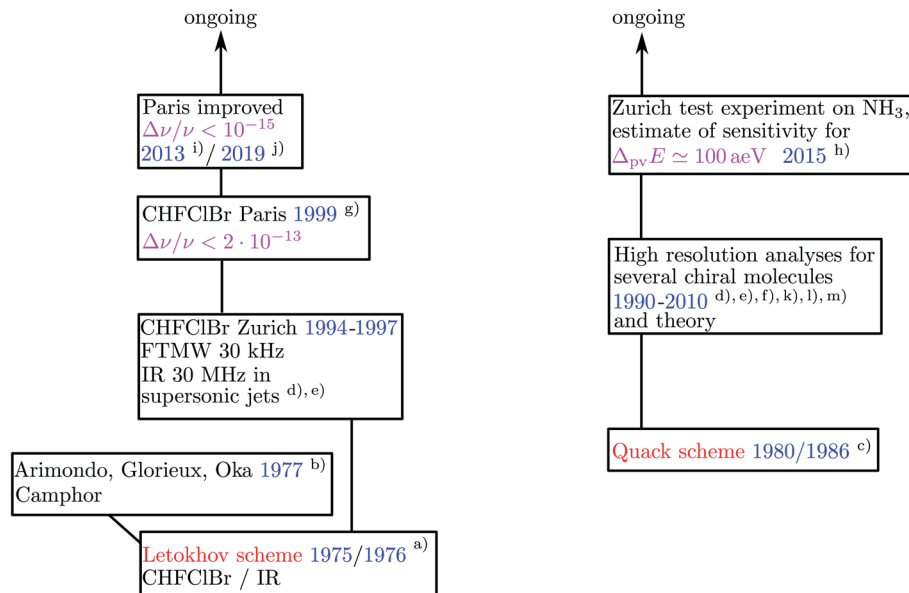 ongoing
Paris improved
Δν/ν < 10⁻¹⁵
2013 i)/ 2019 j)
CHFClBr Paris 1999 g)
Δν/ν < 2 · 10⁻¹³
CHFClBr Zurich 1994-1997
FTMW 30 kHz
IR 30 MHz in
supersonic jets d), e)
Arimondo, Glorieux, Oka 1977 b)
Camphor
Letokhov scheme 1975/1976 a)
CHFClBr / IR
ongoing
Zurich test experiment on NH₃,
estimate of sensitivity for
Δ_pv E ≃ 100 aeV 2015 h)
High resolution analyses for
several chiral molecules
1990-2010 d), e), f), k), l), m)
and theory
Quack scheme 1980/1986 c)